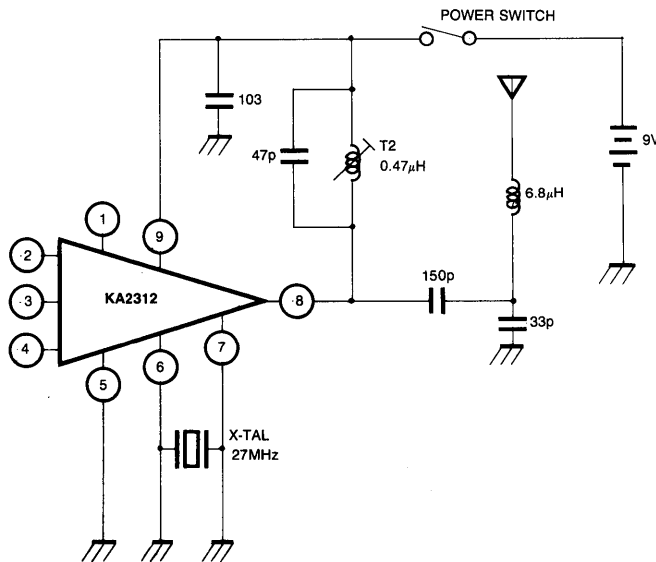 POWER SWITCH
103
47p
T2
0.47μH
9V
6.8μH
1
9
2
3
4
KA2312
8
150p
33p
7
6
5
X-TAL
27MHz